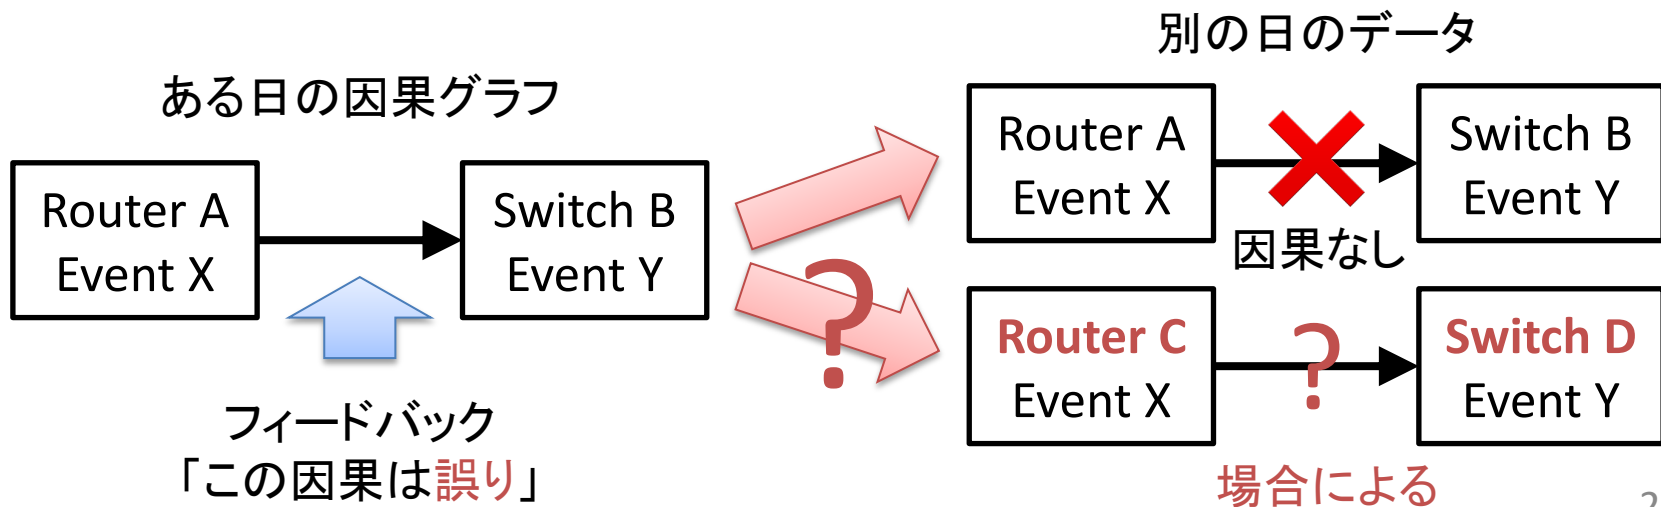 ある日の因果グラフ
Router A
Event X
Switch B
Event Y
フィードバック
「この因果は誤り」
?
別の日のデータ
Router A
Event X
因果なし
Switch B
Event Y
Router C
Event X
?
Switch D
Event Y
場合による
2